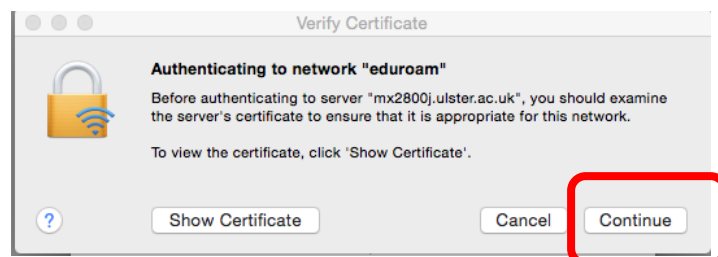 Verify Certificate
Authenticating to network "eduroam"
Before authenticating to server "mx2800j.ulster.ac.uk", you should examine
the server's certificate to ensure that it is appropriate for this network.
To view the certificate, click 'Show Certificate'.
? Show Certificate Cancel Continue